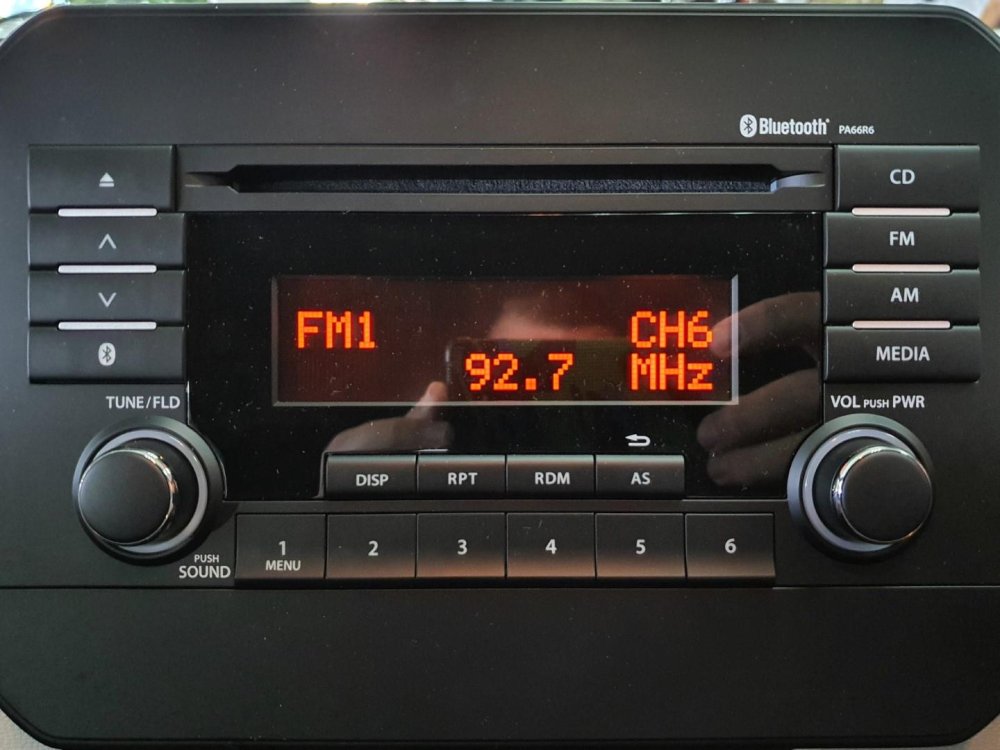 Bluetooth® PA66R6
CD
FM
AM
MEDIA
FM1 CH6
92.7 MHz
TUNE/FLD
VOL PUSH PWR
DISP RPT RDM AS
1 2 3 4 5 6
MENU
PUSH
SOUND